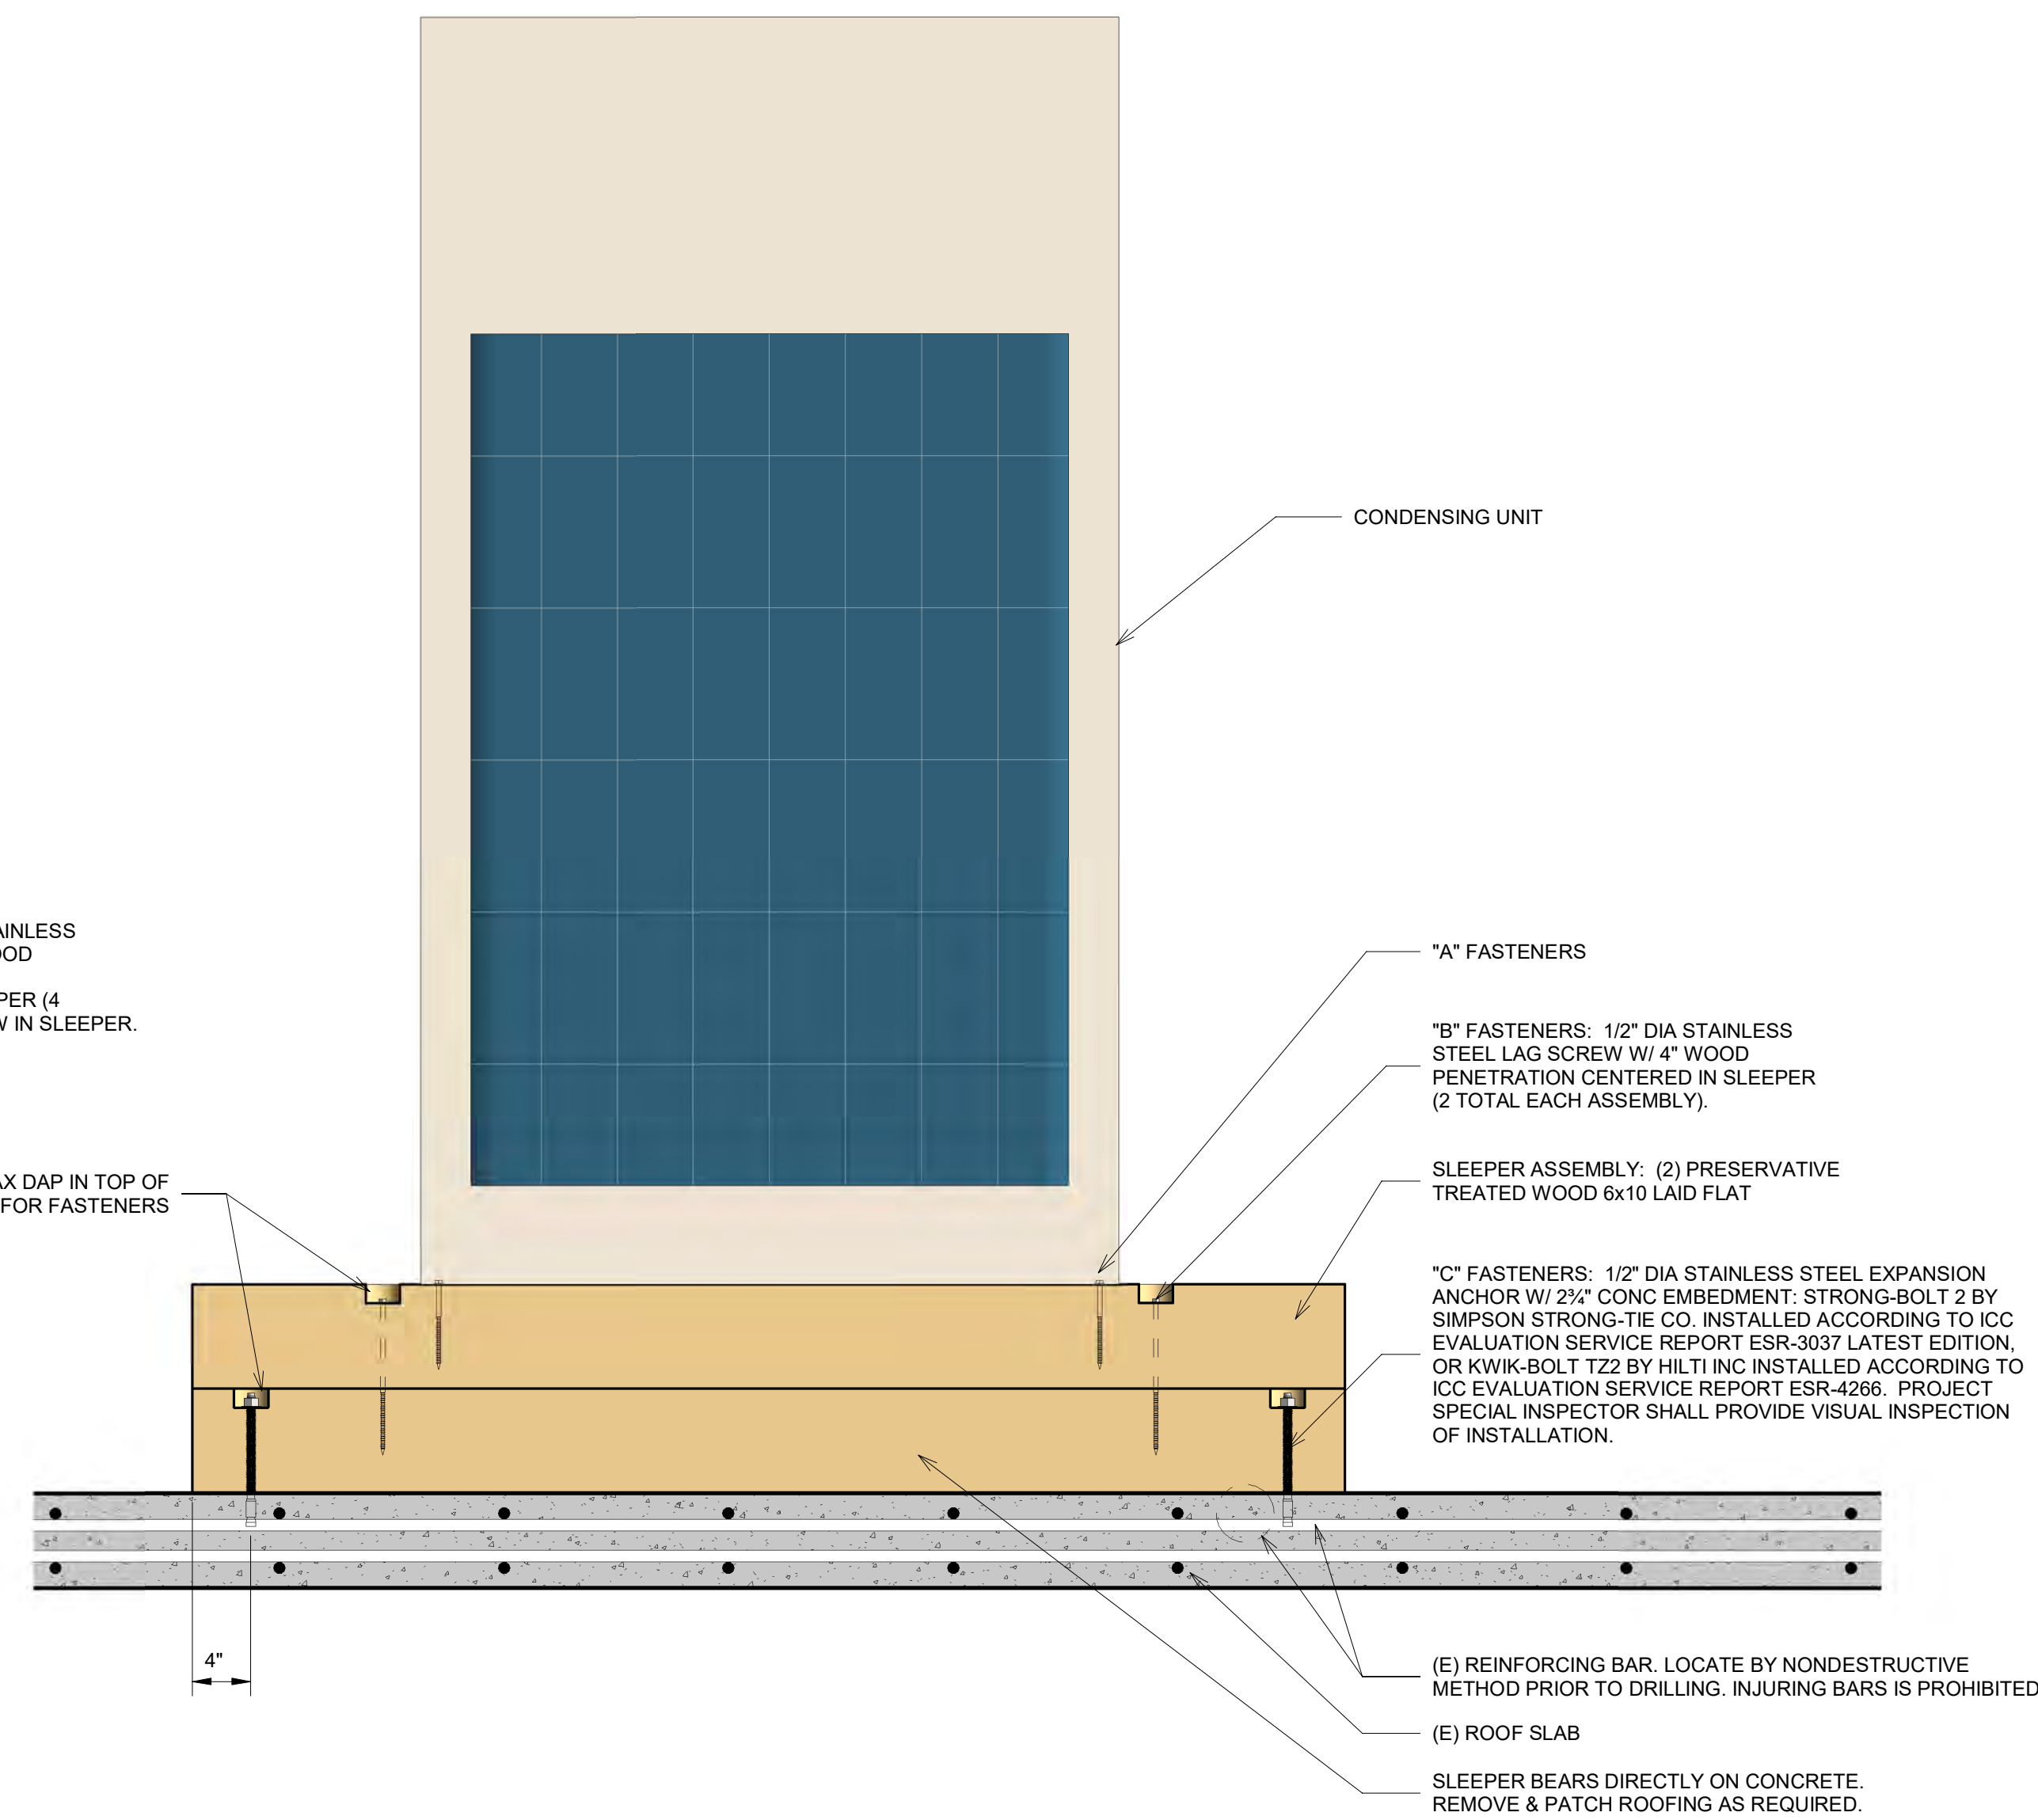 CONDENSING UNIT
AINLESS
OOD
PER (4
IN SLEEPER.
AX DAP IN TOP OF
FOR FASTENERS
"A" FASTENERS
"B" FASTENERS: 1/2" DIA STAINLESS
STEEL LAG SCREW W/ 4" WOOD
PENETRATION CENTERED IN SLEEPER
(2 TOTAL EACH ASSEMBLY).
SLEEPER ASSEMBLY: (2) PRESERVATIVE
TREATED WOOD 6x10 LAID FLAT
"C" FASTENERS: 1/2" DIA STAINLESS STEEL EXPANSION
ANCHOR W/ 2¾" CONC EMBEDMENT: STRONG-BOLT 2 BY
SIMPSON STRONG-TIE CO. INSTALLED ACCORDING TO ICC
EVALUATION SERVICE REPORT ESR-3037 LATEST EDITION,
OR KWIK-BOLT TZ2 BY HILTI INC INSTALLED ACCORDING TO
ICC EVALUATION SERVICE REPORT ESR-4266. PROJECT
SPECIAL INSPECTOR SHALL PROVIDE VISUAL INSPECTION
OF INSTALLATION.
4"
(E) REINFORCING BAR. LOCATE BY NONDESTRUCTIVE
METHOD PRIOR TO DRILLING. INJURING BARS IS PROHIBITED
(E) ROOF SLAB
SLEEPER BEARS DIRECTLY ON CONCRETE.
REMOVE & PATCH ROOFING AS REQUIRED.